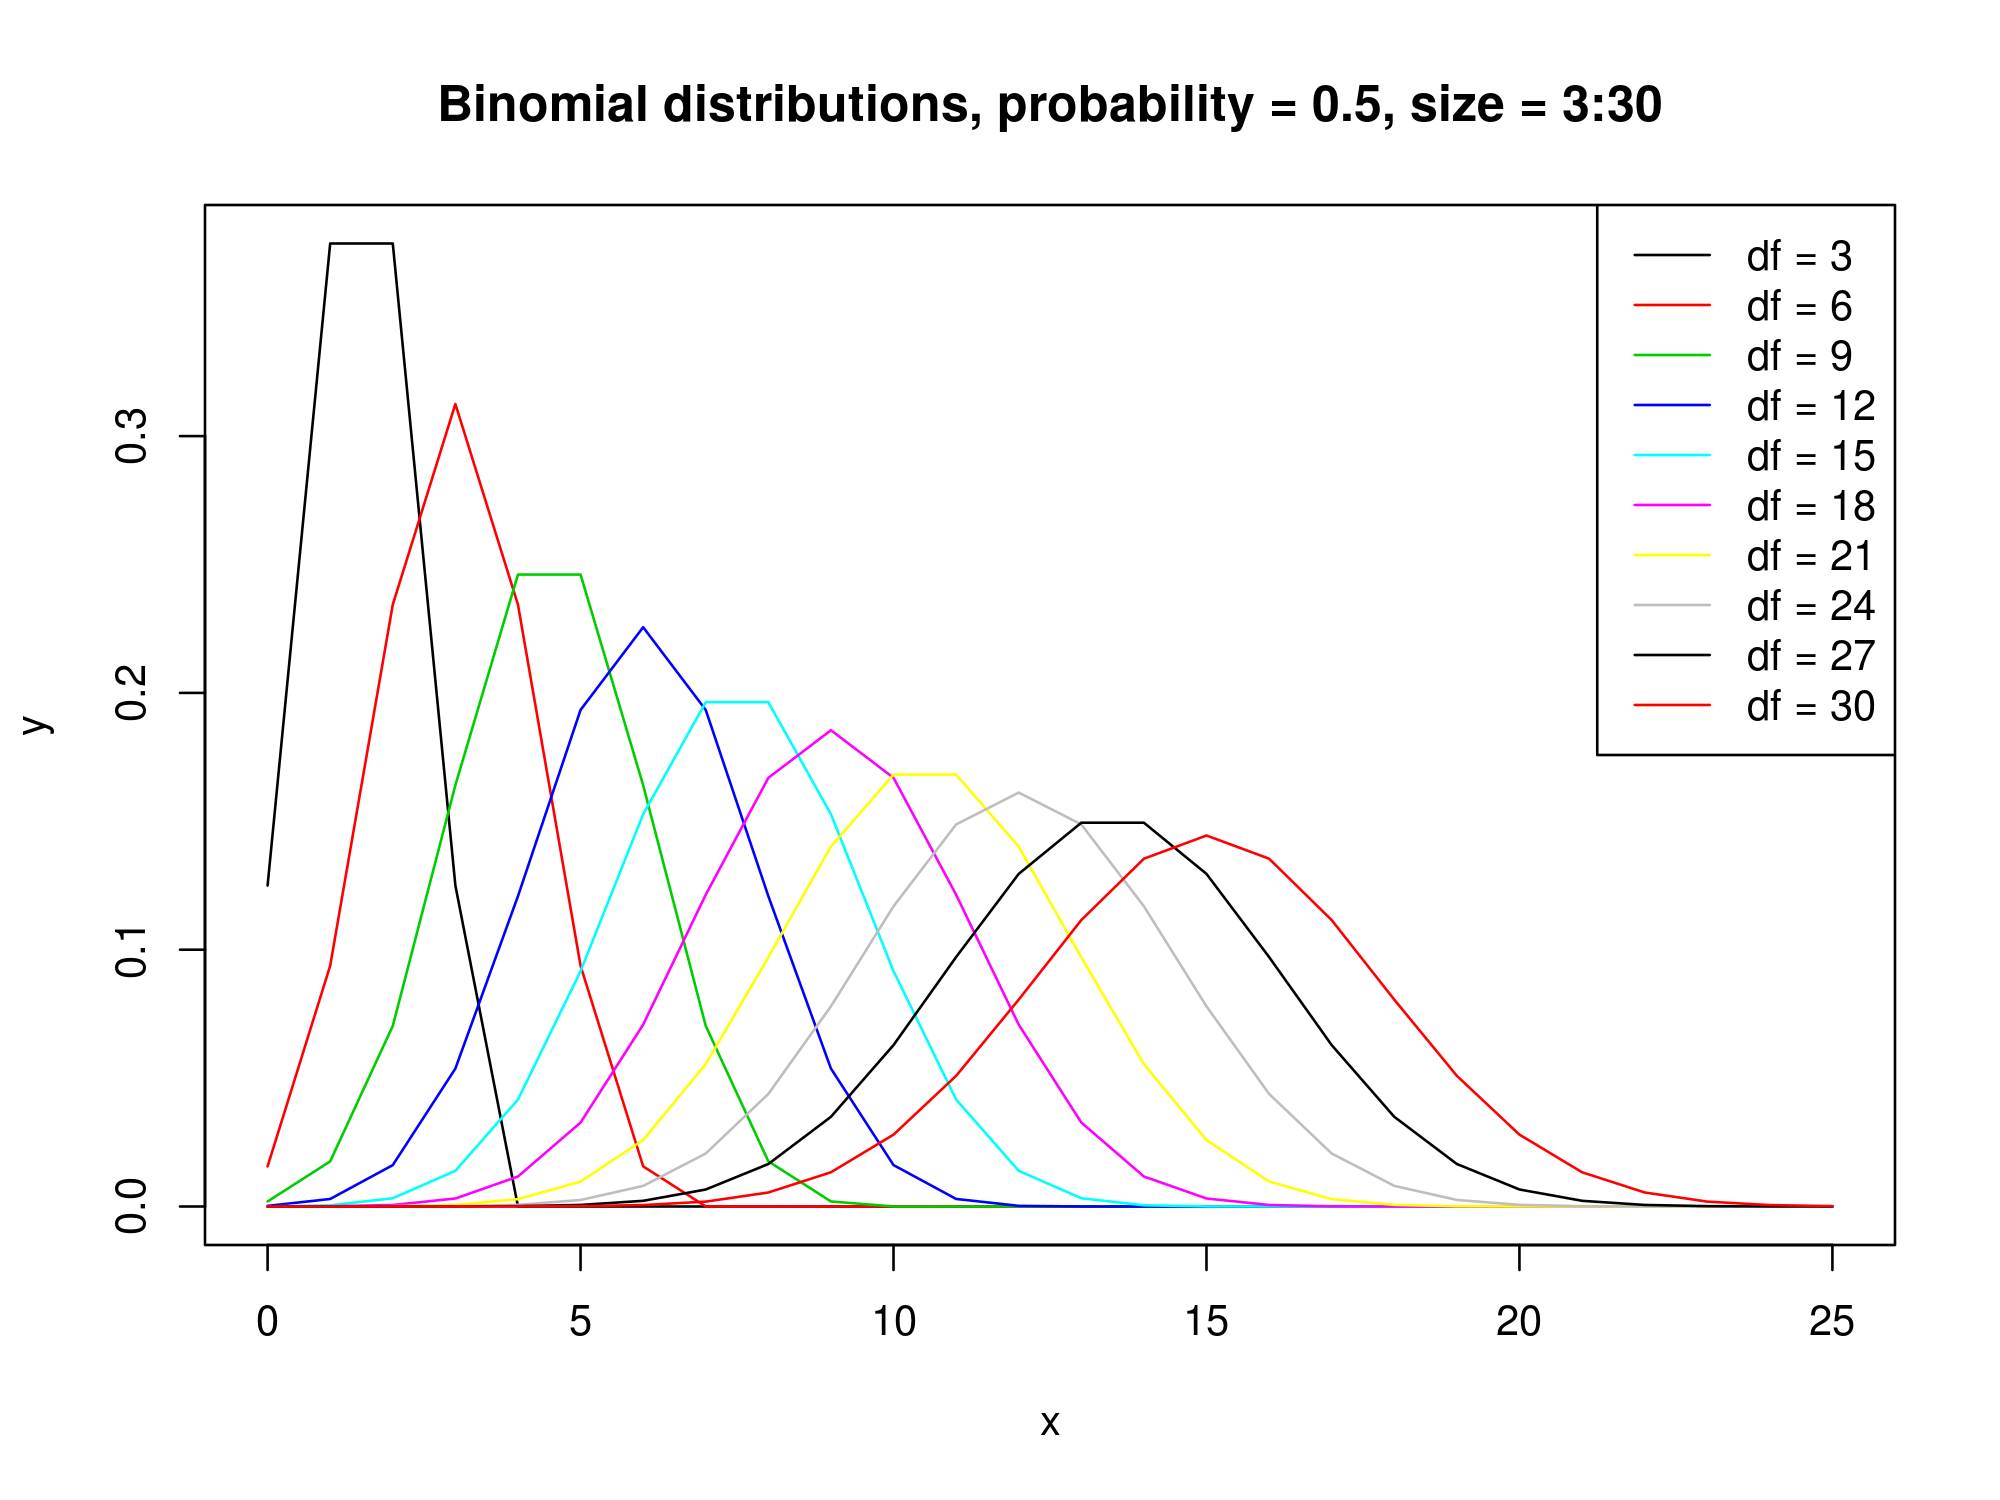 Binomial distributions, probability = 0.5, size = 3:30
df = 3
df = 6
df = 9
df = 12
df = 15
df = 18
df = 21
df = 24
df = 27
df = 30
y
0.3
0.2
0.1
0.0
0 5 10 15 20 25
x